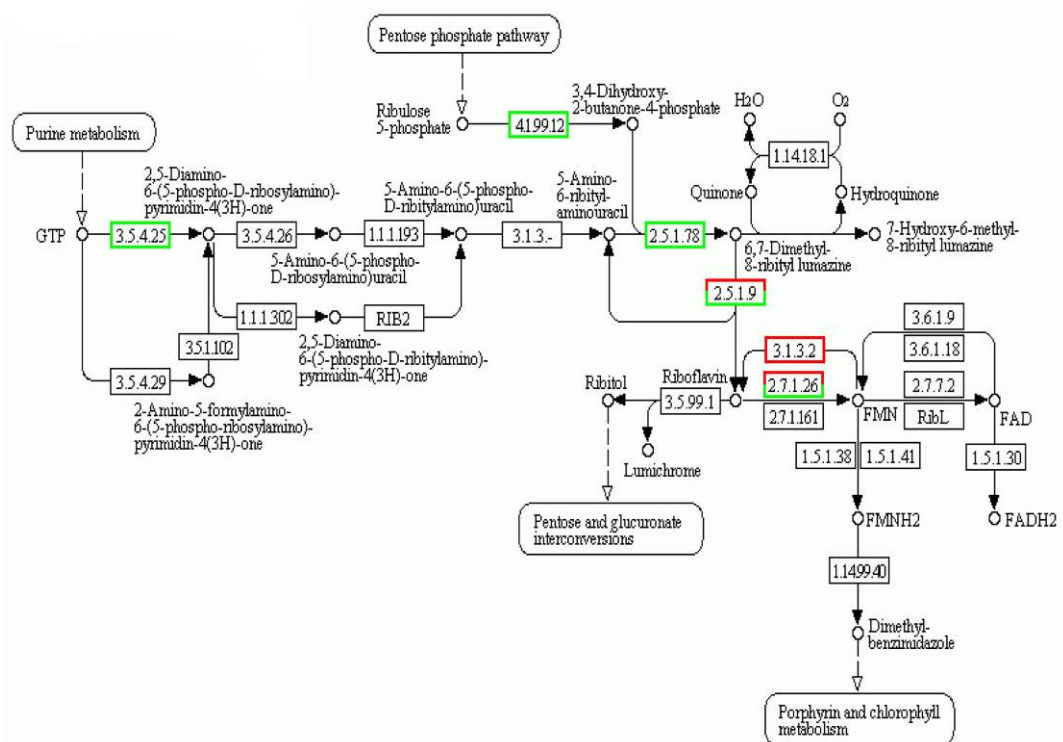 Pentose phosphate pathway
3,4-Dihydroxy-
2-butanone-4-phosphate
Ribulose
5-phosphate
4.1.99.12
H2O
O2
1.14.18.1
Purine metabolism
Quinone
Hydroquinone
2,5-Diamino-
6-(5-phospho-D-ribosylamino)-
pyrimidin-4(3H)-one
5-Amino-6-(5-phospho-
D-ribitylamino)uracil
5-Amino-
6-ribityl-
aminouracil
GTP
3.5.4.25
3.5.4.26
1.1.1.193
3.1.3.-
2.5.1.78
7-Hydroxy-6-methyl-
8-ribityl lumazine
6,7-Dimethyl-
8-ribityl lumazine
5-Amino-6-(5-phospho-
D-ribosylamino)uracil
2.5.1.9
1.1.1.302
RIB2
3.5.1.102
2,5-Diamino-
6-(5-phospho-D-ribitylamino)-
pyrimidin-4(3H)-one
3.6.1.9
3.6.1.18
3.1.3.2
3.5.4.29
2-Amino-5-formylamino-
6-(5-phospho-ribosylamino)-
pyrimidin-4(3H)-one
Ribitol
Riboflavin
3.5.99.1
2.7.1.26
2.7.1.161
FMN
2.7.7.2
RibL
FAD
Lumichrome
1.5.1.38
1.5.1.41
1.5.1.30
Pentose and glucuronate
interconversions
FMNH2
FADH2
1.14.99.40
Dimethyl-
benzimidazole
Porphyrin and chlorophyll
metabolism